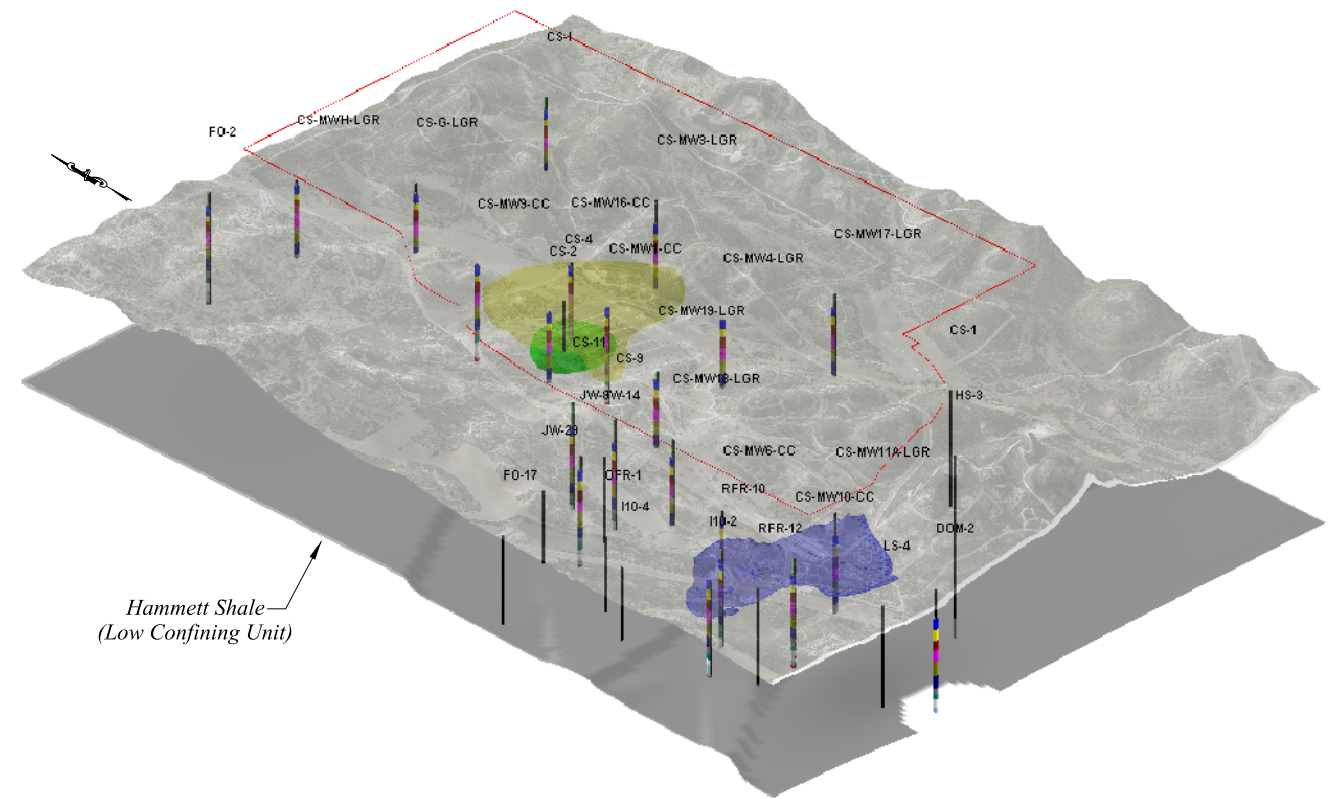 CS-I
CS-MWH-LGR
CS-G-LGR
FO-2
CS-MW3-LGR
CS-MW9-CC
CS-MW16-CC
CS-MW17-LGR
CS-4
CS-2
CS-MW1-CC
CS-MW4-LGR
CS-MW19-LGR
CS-1
CS-11
CS-9
CS-MW18-LGR
HS-3
JW-29
CS-MW6-CC
CS-MW11A-LGR
FO-17
OFR-1
RFR-10
CS-MW10-CC
I10-4
I10-2
RFR-12
DOM-2
LS-4
Hammett Shale
(Low Confining Unit)